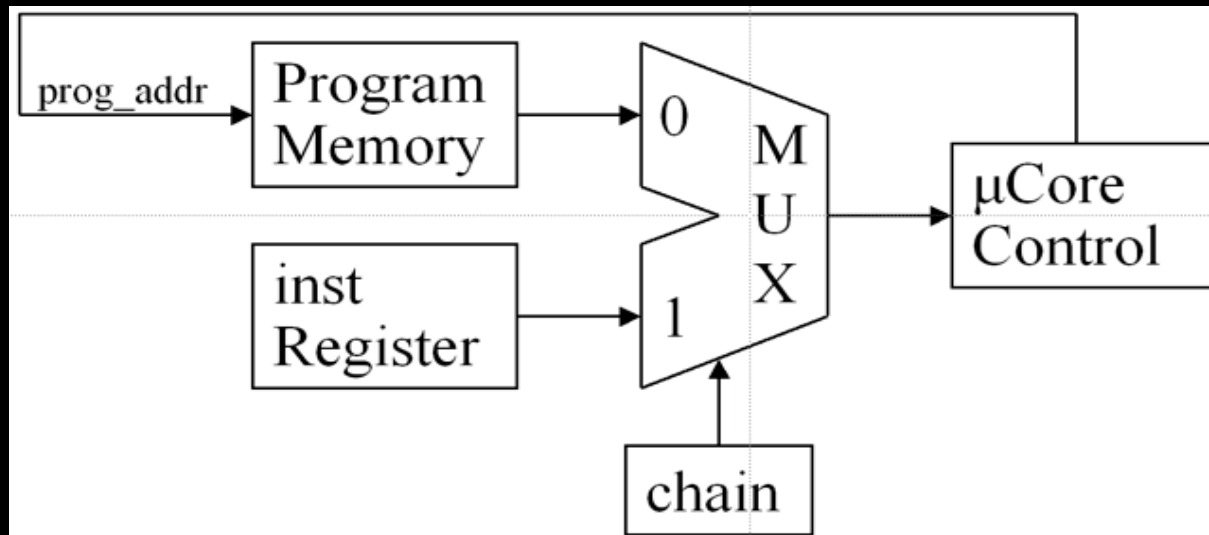 prog_addr
Program
Memory
0
M
U
X
μCore
Control
inst
Register
1
chain